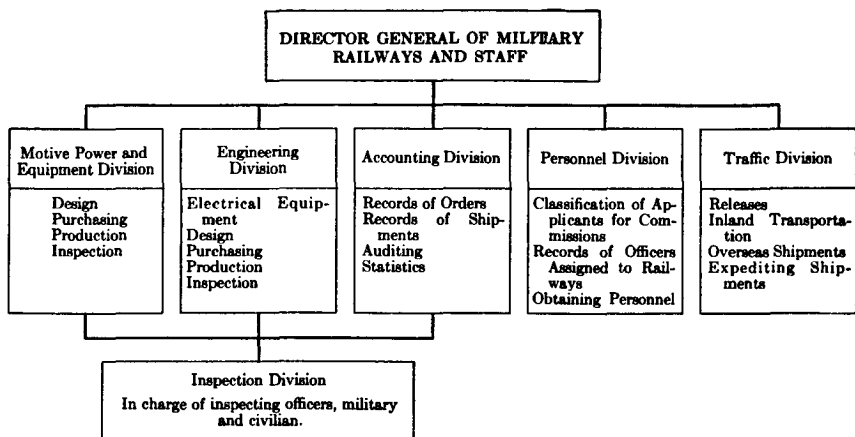 DIRECTOR GENERAL OF MILITARY
RAILWAYS AND STAFF
Motive Power and
Equipment Division
Design
Purchasing
Production
Inspection
Engineering
Division
Electrical Equip-
ment
Design
Purchasing
Production
Inspection
Accounting Division
Records of Orders
Records of Ship-
ments
Auditing
Statistics
Personnel Division
Classification of Ap-
plicants for Com-
missions
Records of Officers
Assigned to Rail-
ways
Obtaining Personnel
Traffic Division
Releases
Inland Transporta-
tion
Overseas Shipments
Expediting Ship-
ments
Inspection Division
In charge of inspecting officers, military
and civilian.